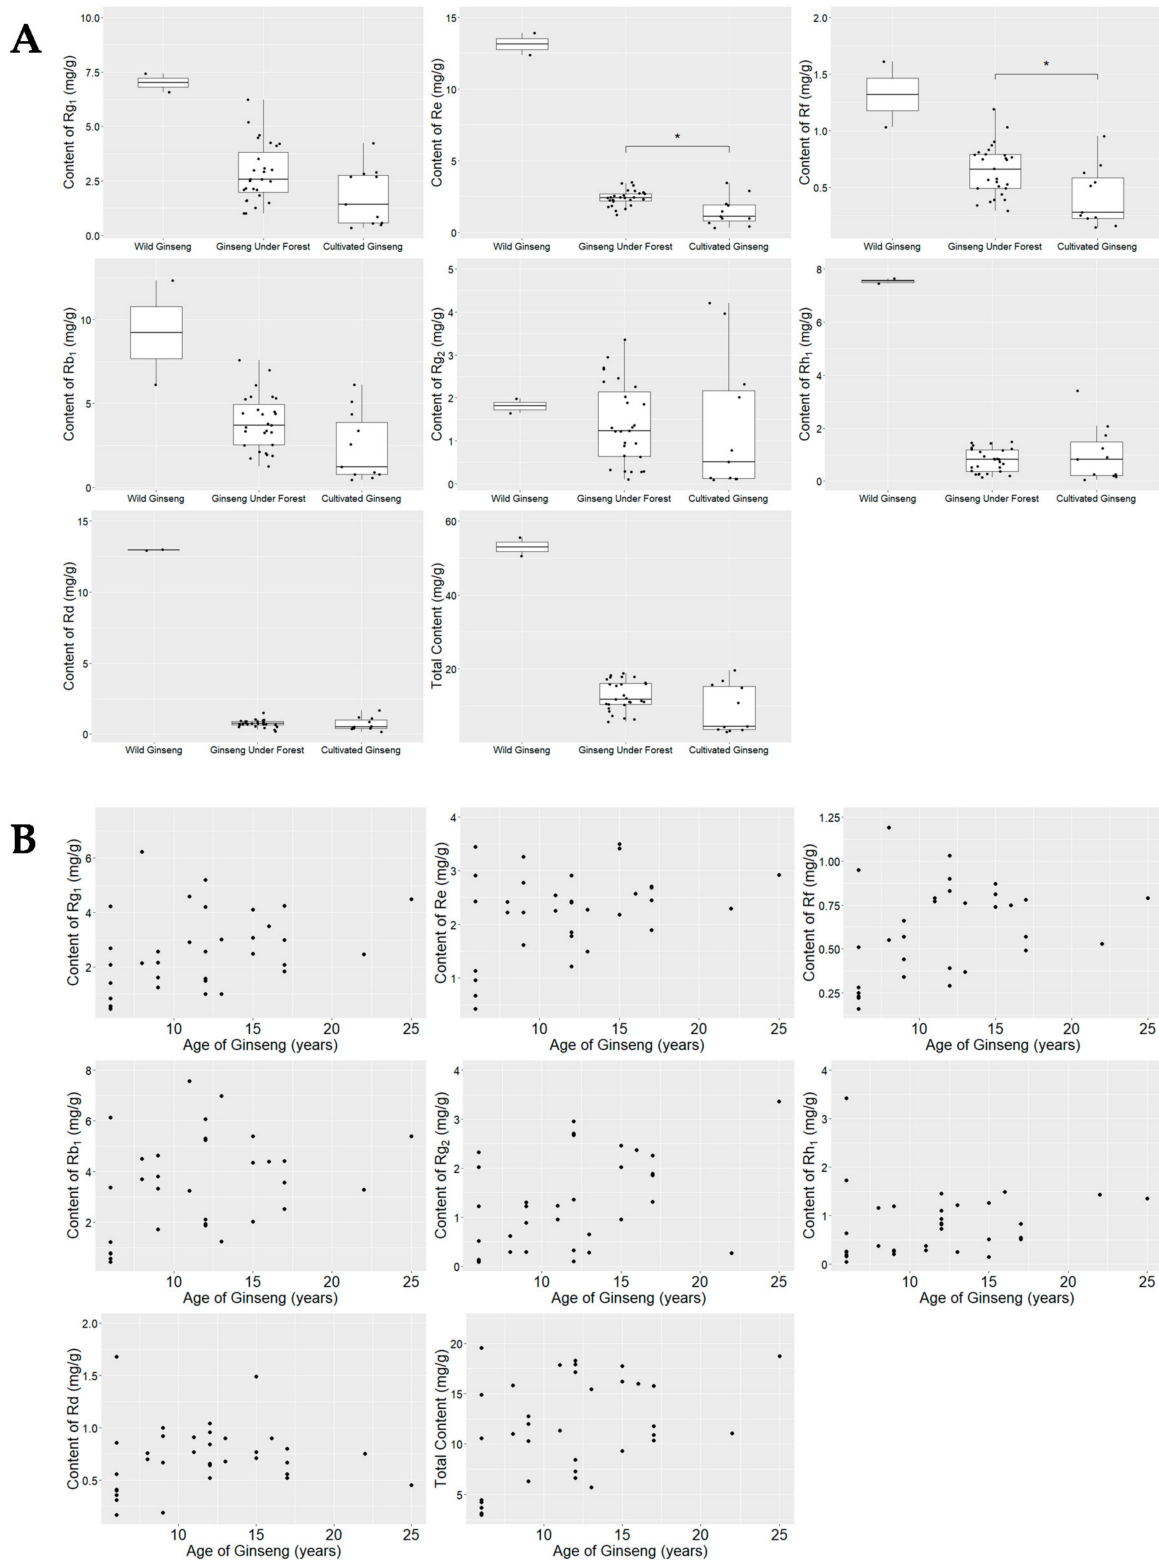 A
Content of Rg1 (mg/g)
10.0
7.5
5.0
2.5
0.0
Wild Ginseng Ginseng Under Forest Cultivated Ginseng
Content of Re (mg/g)
15
10
5
0
*
Wild Ginseng Ginseng Under Forest Cultivated Ginseng
Content of Rf (mg/g)
2.0
1.5
1.0
0.5
*
Wild Ginseng Ginseng Under Forest Cultivated Ginseng
Content of Rb1 (mg/g)
10
5
0
Wild Ginseng Ginseng Under Forest Cultivated Ginseng
Content of Rg2 (mg/g)
5
4
3
2
1
0
Wild Ginseng Ginseng Under Forest Cultivated Ginseng
Content of Rh1 (mg/g)
8
6
4
2
0
Wild Ginseng Ginseng Under Forest Cultivated Ginseng
Content of Rd (mg/g)
15
10
5
0
Wild Ginseng Ginseng Under Forest Cultivated Ginseng
Total Content (mg/g)
60
40
20
Wild Ginseng Ginseng Under Forest Cultivated Ginseng
B
Content of Rg1 (mg/g)
6
4
2
10 15 20 25
Age of Ginseng (years)
Content of Re (mg/g)
4
3
2
1
10 15 20 25
Age of Ginseng (years)
Content of Rf (mg/g)
1.25
1.00
0.75
0.50
0.25
10 15 20 25
Age of Ginseng (years)
Content of Rb1 (mg/g)
8
6
4
2
0
10 15 20 25
Age of Ginseng (years)
Content of Rg2 (mg/g)
4
3
2
1
0
10 15 20 25
Age of Ginseng (years)
Content of Rh1 (mg/g)
4
3
2
1
0
10 15 20 25
Age of Ginseng (years)
Content of Rd (mg/g)
2.0
1.5
1.0
0.5
10 15 20 25
Age of Ginseng (years)
Total Content (mg/g)
20
15
10
5
10 15 20 25
Age of Ginseng (years)